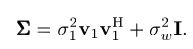 𝚺 = σ₁²𝐯₁𝐯₁ᴴ + σ_w²𝐈.